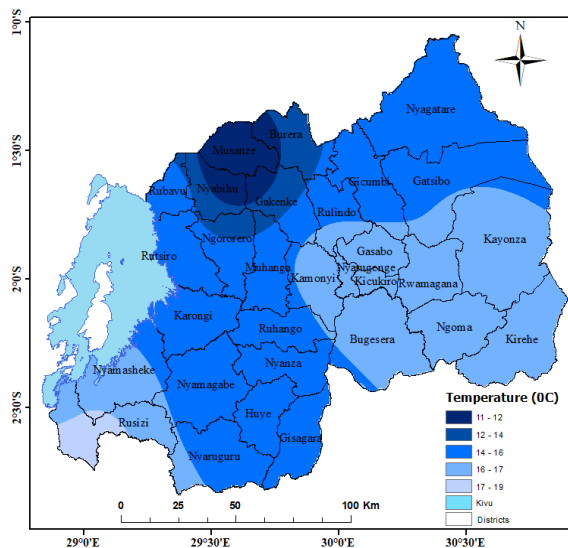 1°0'S
N
Nyagatare
Burera
Musanze
1°30'S
Gicumbi
Gatsibo
Rubavu
Nyabihu
Gakenke
Rulindo
Ngororero
Kayonza
Gasabo
Rutsiro
Muhanga
Kamonyi
Nyarugenge
Kicukiro
Rwamagana
2°0'S
Karongi
Ruhango
Bugesera
Ngoma
Kirehe
Nyamasheke
Nyamagabe
Nyanza
2°30'S
Rusizi
Huye
Gisagara
Nyaruguru
Temperature (0C)
11 - 12
12 - 14
14 - 16
16 - 17
17 - 19
Kivu
Districts
0 25 50 100 Km
29°0'E 29°30'E 30°0'E 30°30'E